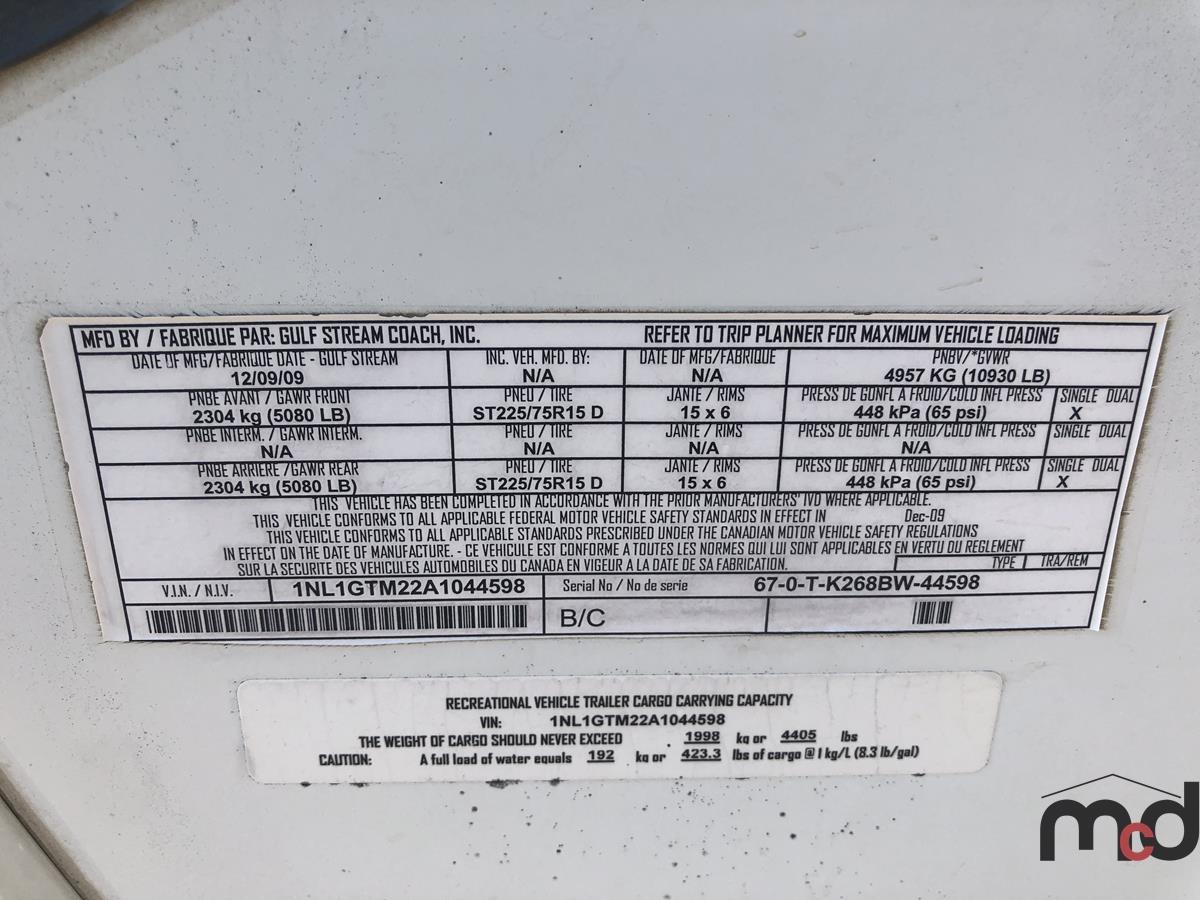 MFD BY / FABRIQUE PAR: GULF STREAM COACH, INC. REFER TO TRIP PLANNER FOR MAXIMUM VEHICLE LOADING
DATE OF MFG/FABRIQUE DATE - GULF STREAM INC. VEH. MFD. BY: DATE OF MFG/FABRIQUE PNBV/*GVWR
12/09/09 N/A N/A 4957 KG (10930 LB)
PNBE AVANT / GAWR FRONT PNEU / TIRE JANTE / RIMS PRESS DE GONFL A FROID/COLD INFL PRESS SINGLE DUAL
2304 kg (5080 LB) ST225/75R15 D 15 x 6 448 kPa (65 psi) X
PNBE INTERM. / GAWR INTERM. PNEU / TIRE JANTE / RIMS PRESS DE GONFL A FROID/COLD INFL PRESS SINGLE DUAL
N/A N/A N/A N/A
PNBE ARRIERE /GAWR REAR PNEU / TIRE JANTE / RIMS PRESS DE GONFL A FROID/COLD INFL PRESS SINGLE DUAL
2304 kg (5080 LB) ST225/75R15 D 15 x 6 448 kPa (65 psi) X
THIS VEHICLE HAS BEEN COMPLETED IN ACCORDANCE WITH THE PRIOR MANUFACTURERS' IVD WHERE APPLICABLE.
THIS VEHICLE CONFORMS TO ALL APPLICABLE FEDERAL MOTOR VEHICLE SAFETY STANDARDS IN EFFECT IN Dec-09
THIS VEHICLE CONFORMS TO ALL APPLICABLE STANDARDS PRESCRIBED UNDER THE CANADIAN MOTOR VEHICLE SAFETY REGULATIONS
IN EFFECT ON THE DATE OF MANUFACTURE. - CE VEHICULE EST CONFORME A TOUTES LES NORMES QUI LUI SONT APPLICABLES EN VERTU DU REGLEMENT
SUR LA SECURITE DES VEHICULES AUTOMOBILES DU CANADA EN VIGEUR A LA DATE DE SA FABRICATION. TYPE TRA/REM
V.I.N. / N.I.V. 1NL1GTM22A1044598 Serial No / No de serie 67-0-T-K268BW-44598
B/C
RECREATIONAL VEHICLE TRAILER CARGO CARRYING CAPACITY
VIN: 1NL1GTM22A1044598
THE WEIGHT OF CARGO SHOULD NEVER EXCEED 1998 kg or 4405 lbs
CAUTION: A full load of water equals 192 kg or 423.3 lbs of cargo @ 1 kg/L (8.3 lb/gal)
mcd